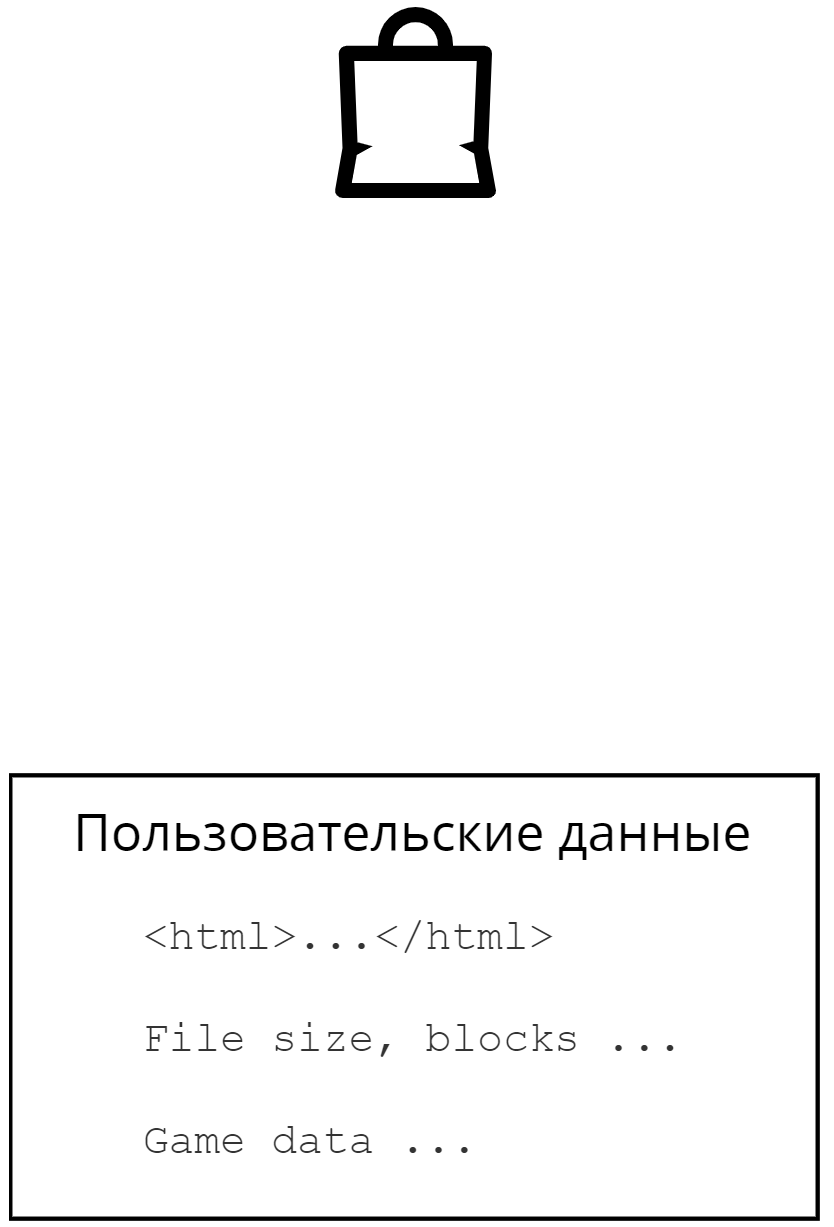 Пользовательские данные
<html>...</html>
File size, blocks ...
Game data ...